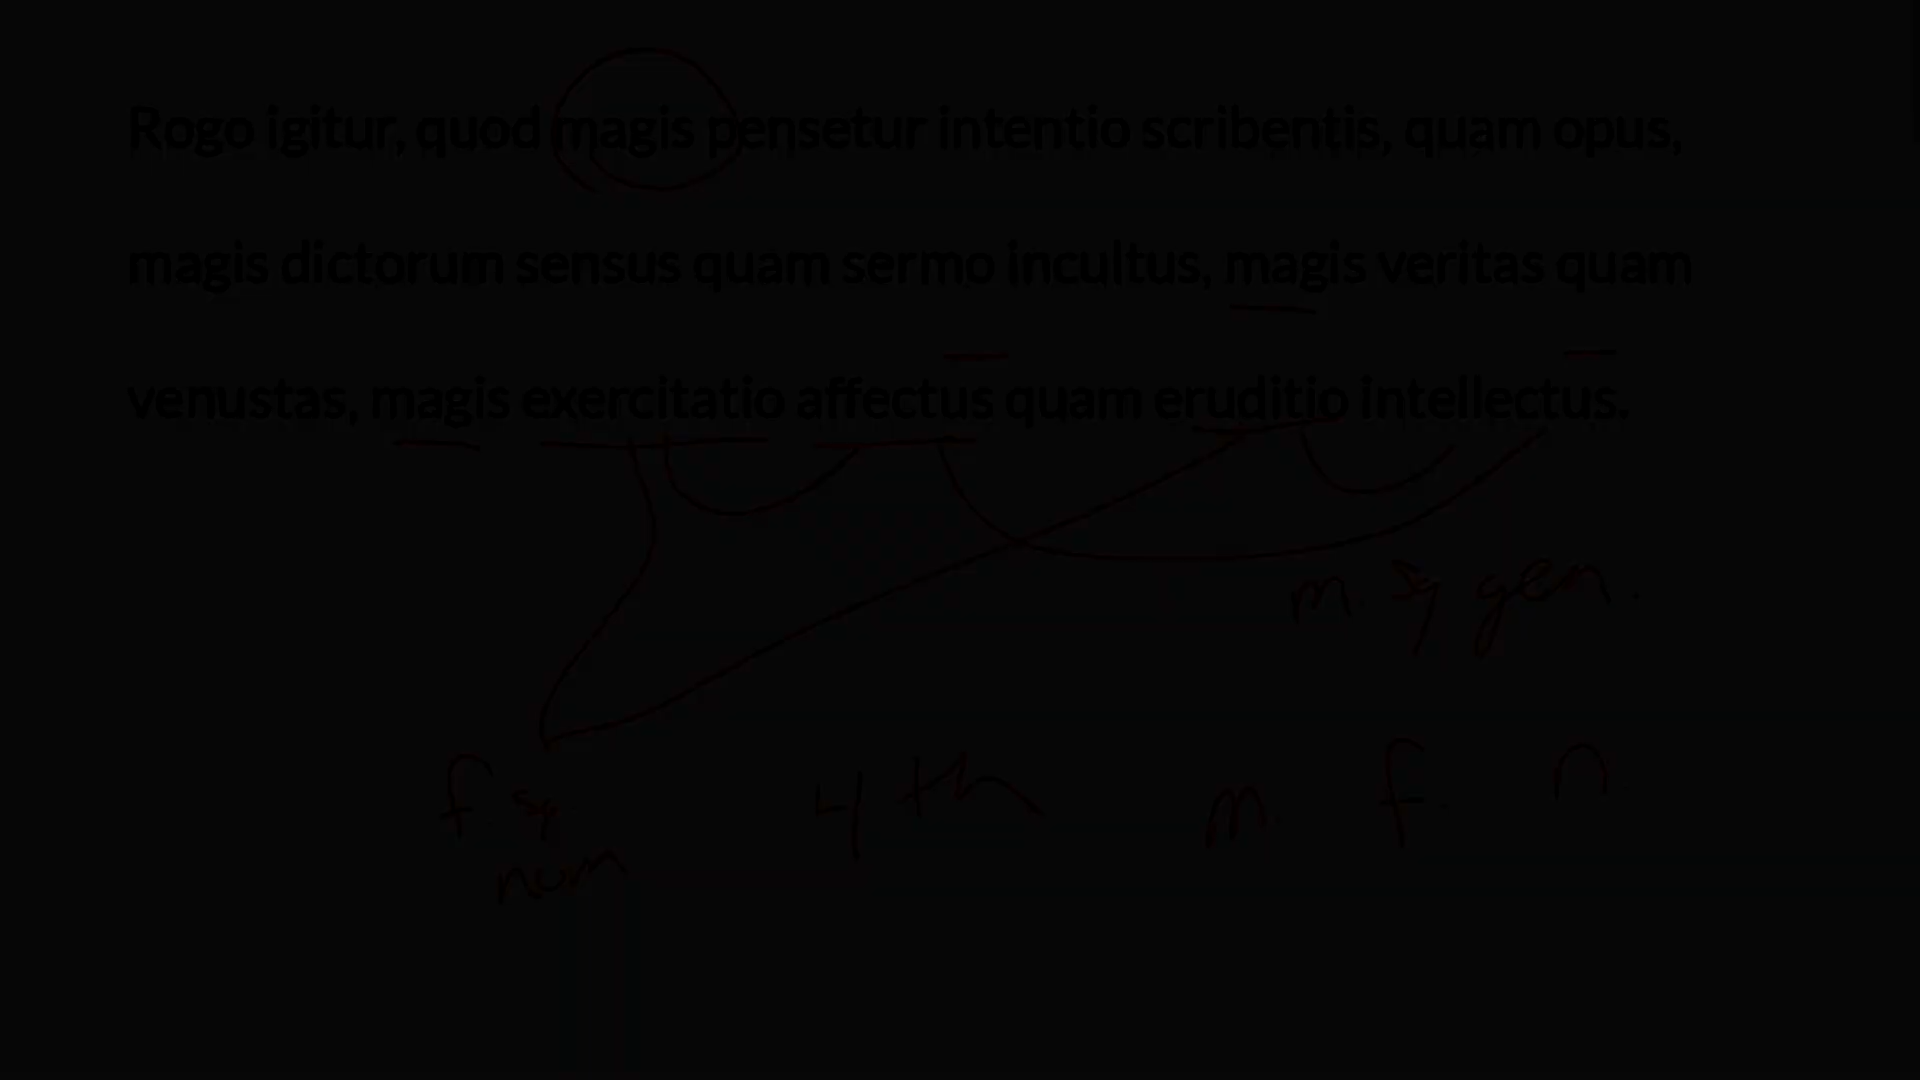 Rogo igitur, quod magis pensetur intentio scribentis, quam opus,
magis dictorum sensus quam sermo incultus, magis veritas quam
venustas, magis exercitatio affectus quam eruditio intellectus.
m sg gen.
f sg
nom
4th m f. n